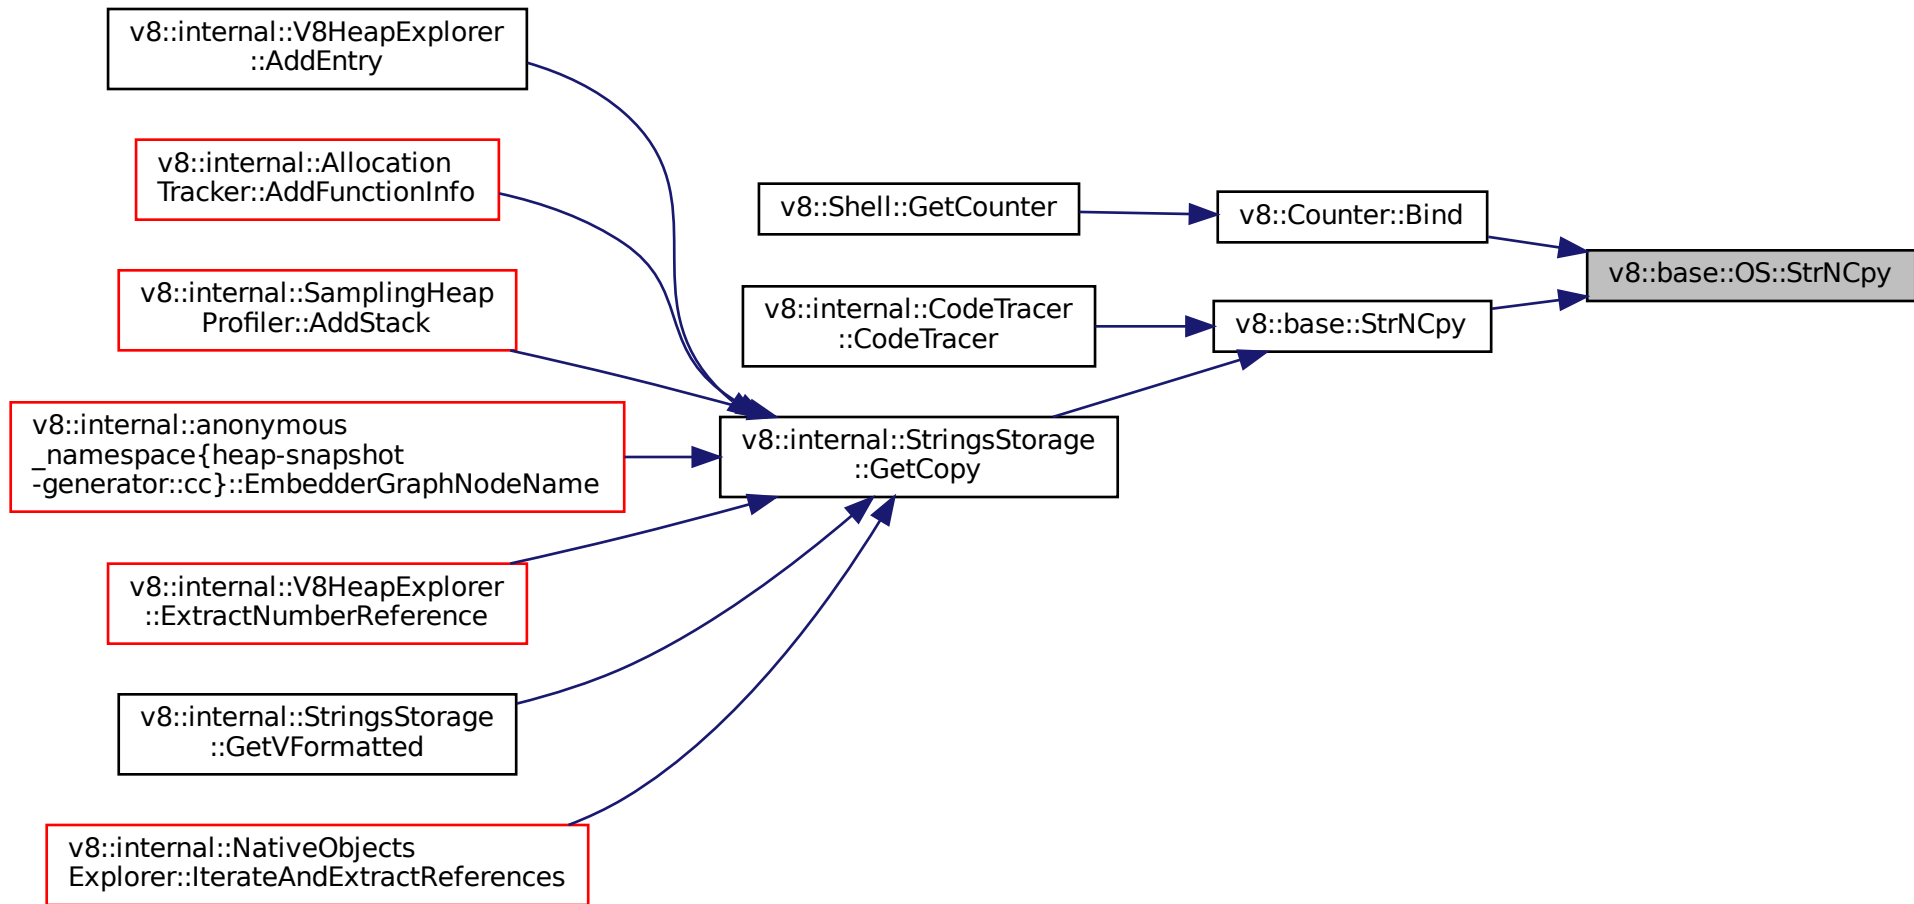 v8::internal::V8HeapExplorer
::AddEntry
v8::internal::Allocation
Tracker::AddFunctionInfo
v8::internal::SamplingHeap
Profiler::AddStack
v8::internal::anonymous
_namespace{heap-snapshot
-generator::cc}::EmbedderGraphNodeName
v8::internal::V8HeapExplorer
::ExtractNumberReference
v8::internal::StringsStorage
::GetVFormatted
v8::internal::NativeObjects
Explorer::IterateAndExtractReferences
v8::Shell::GetCounter
v8::internal::CodeTracer
::CodeTracer
v8::internal::StringsStorage
::GetCopy
v8::Counter::Bind
v8::base::StrNCpy
v8::base::OS::StrNCpy